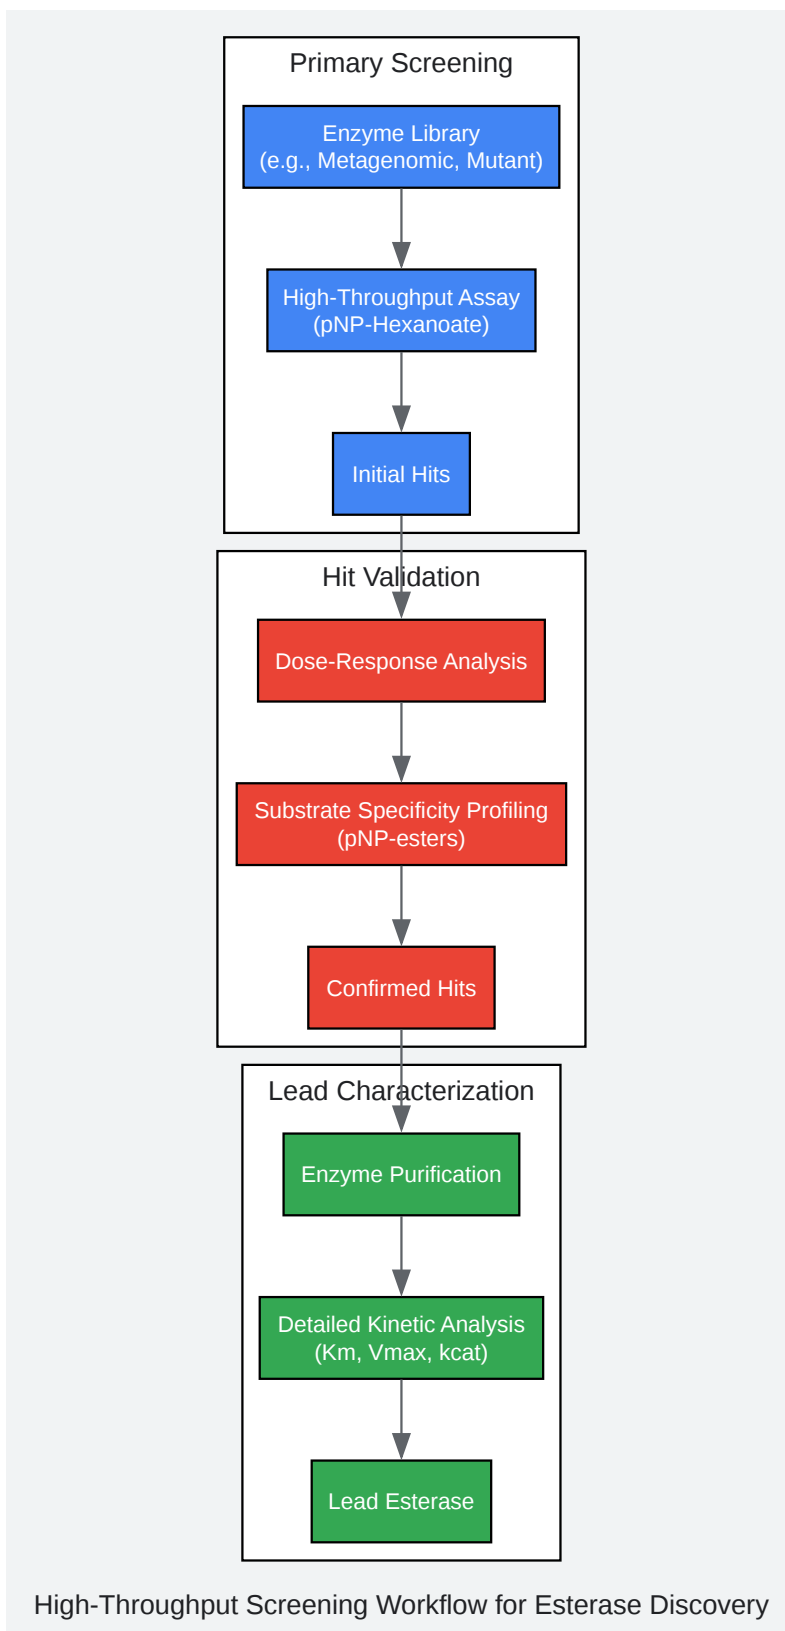 Primary Screening
Enzyme Library
(e.g., Metagenomic, Mutant)
High-Throughput Assay
(pNP-Hexanoate)
Initial Hits
Hit Validation
Dose-Response Analysis
Substrate Specificity Profiling
(pNP-esters)
Confirmed Hits
Lead Characterization
Enzyme Purification
Detailed Kinetic Analysis
(Km, Vmax, kcat)
Lead Esterase
High-Throughput Screening Workflow for Esterase Discovery